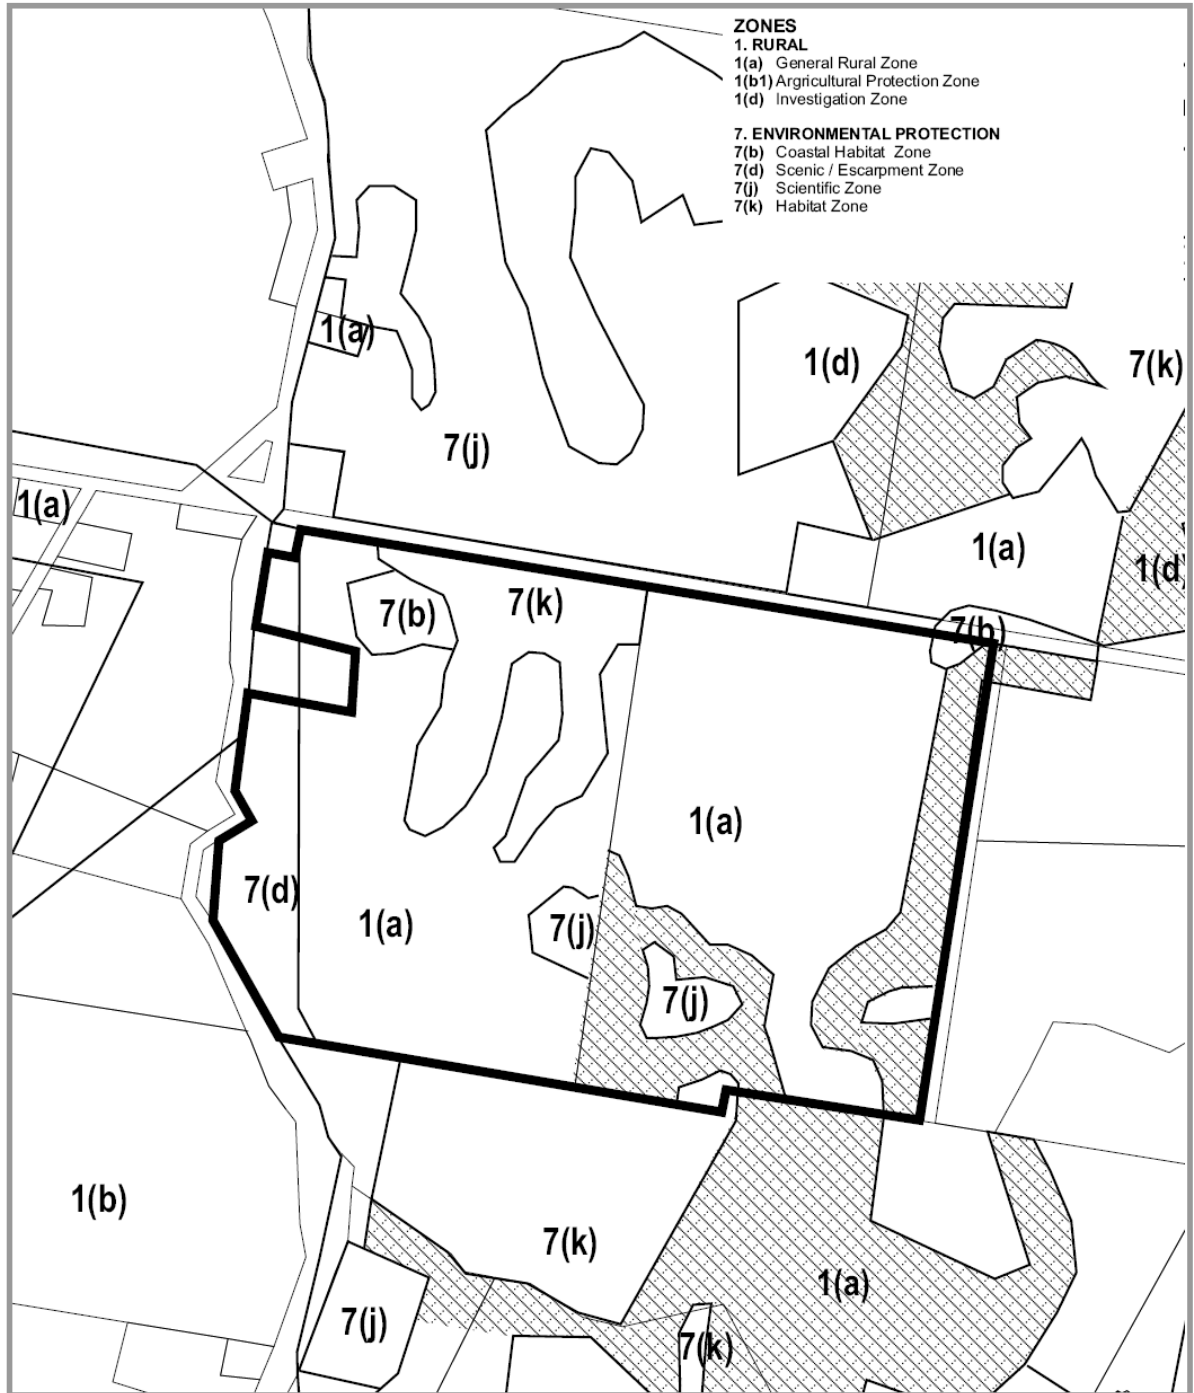 ZONES
1. RURAL
1(a) General Rural Zone
1(b1) Argricultural Protection Zone
1(d) Investigation Zone
7. ENVIRONMENTAL PROTECTION
7(b) Coastal Habitat Zone
7(d) Scenic / Escarpment Zone
7(j) Scientific Zone
7(k) Habitat Zone
1(a)
1(d)
7(k)
7(j)
1(a)
1(a)
1(d)
7(b)
7(k)
7(b)
1(a)
7(d)
1(a)
7(j)
7(j)
1(b)
7(k)
1(a)
7(j)
7(k)